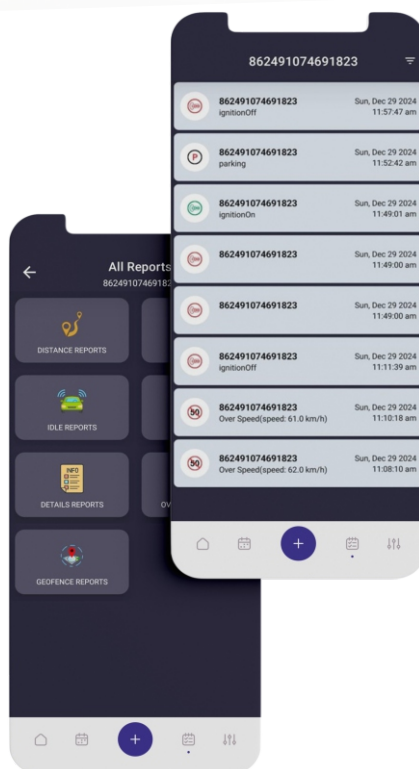 862491074691823
862491074691823
ignitionOff
Sun, Dec 29 2024
11:57:47 am
P
862491074691823
parking
Sun, Dec 29 2024
11:52:42 am
862491074691823
ignitionOn
Sun, Dec 29 2024
11:49:01 am
862491074691823
Sun, Dec 29 2024
11:49:00 am
862491074691823
Sun, Dec 29 2024
11:49:00 am
862491074691823
ignitionOff
Sun, Dec 29 2024
11:11:39 am
50
862491074691823
Over Speed(speed: 61.0 km/h)
Sun, Dec 29 2024
11:10:18 am
50
862491074691823
Over Speed(speed: 62.0 km/h)
Sun, Dec 29 2024
11:08:10 am
All Reports
DISTANCE REPORTS
IDLE REPORTS
INFO
DETAILS REPORTS
GEOFENCE REPORTS